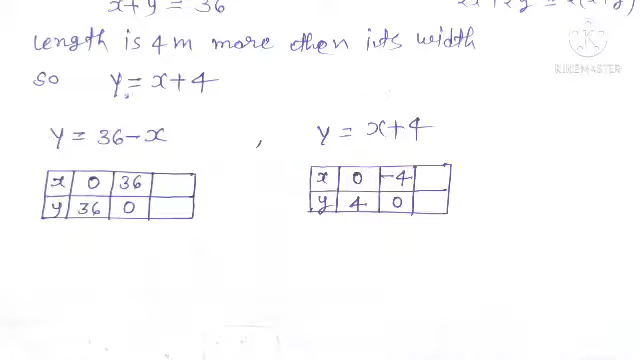 x+y = 36
length is 4 m more then its width
so y = x+4
y = 36-x , y = x+4
x 0 36 x 0 -4
y 36 0 y 4 0
KINEMASTER